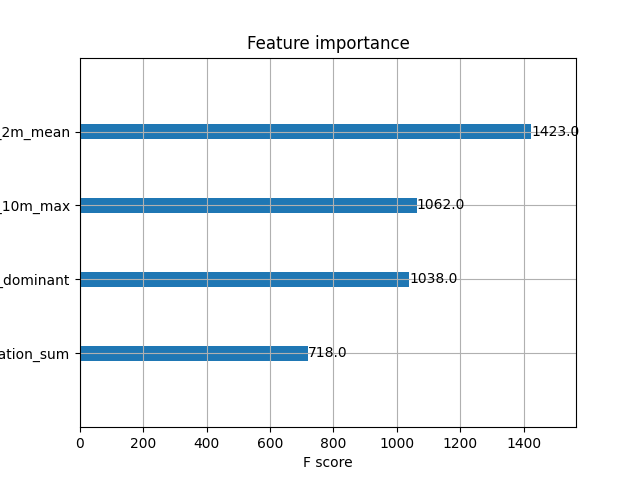 Feature importance
_2m_mean
1423.0
_10m_max
1062.0
_dominant
1038.0
ation_sum
718.0
0 200 400 600 800 1000 1200 1400
F score